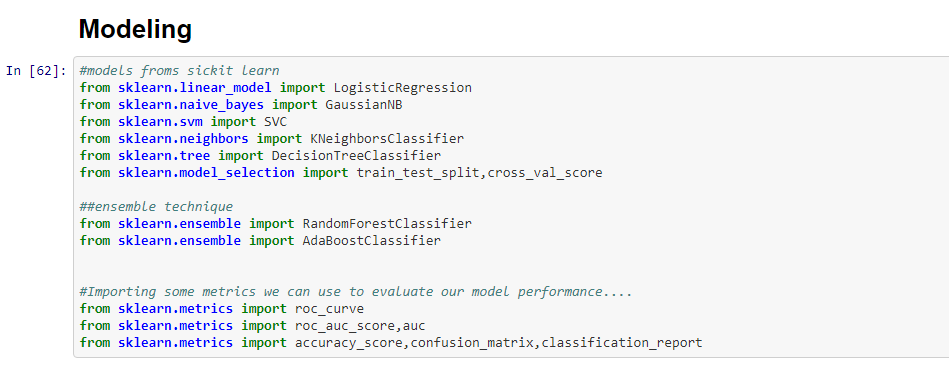 Modeling
In [62]:
#models froms sickit learn
from sklearn.linear_model import LogisticRegression
from sklearn.naive_bayes import GaussianNB
from sklearn.svm import SVC
from sklearn.neighbors import KNeighborsClassifier
from sklearn.tree import DecisionTreeClassifier
from sklearn.model_selection import train_test_split,cross_val_score
##ensemble technique
from sklearn.ensemble import RandomForestClassifier
from sklearn.ensemble import AdaBoostClassifier
#Importing some metrics we can use to evaluate our model performance....
from sklearn.metrics import roc_curve
from sklearn.metrics import roc_auc_score,auc
from sklearn.metrics import accuracy_score,confusion_matrix,classification_report